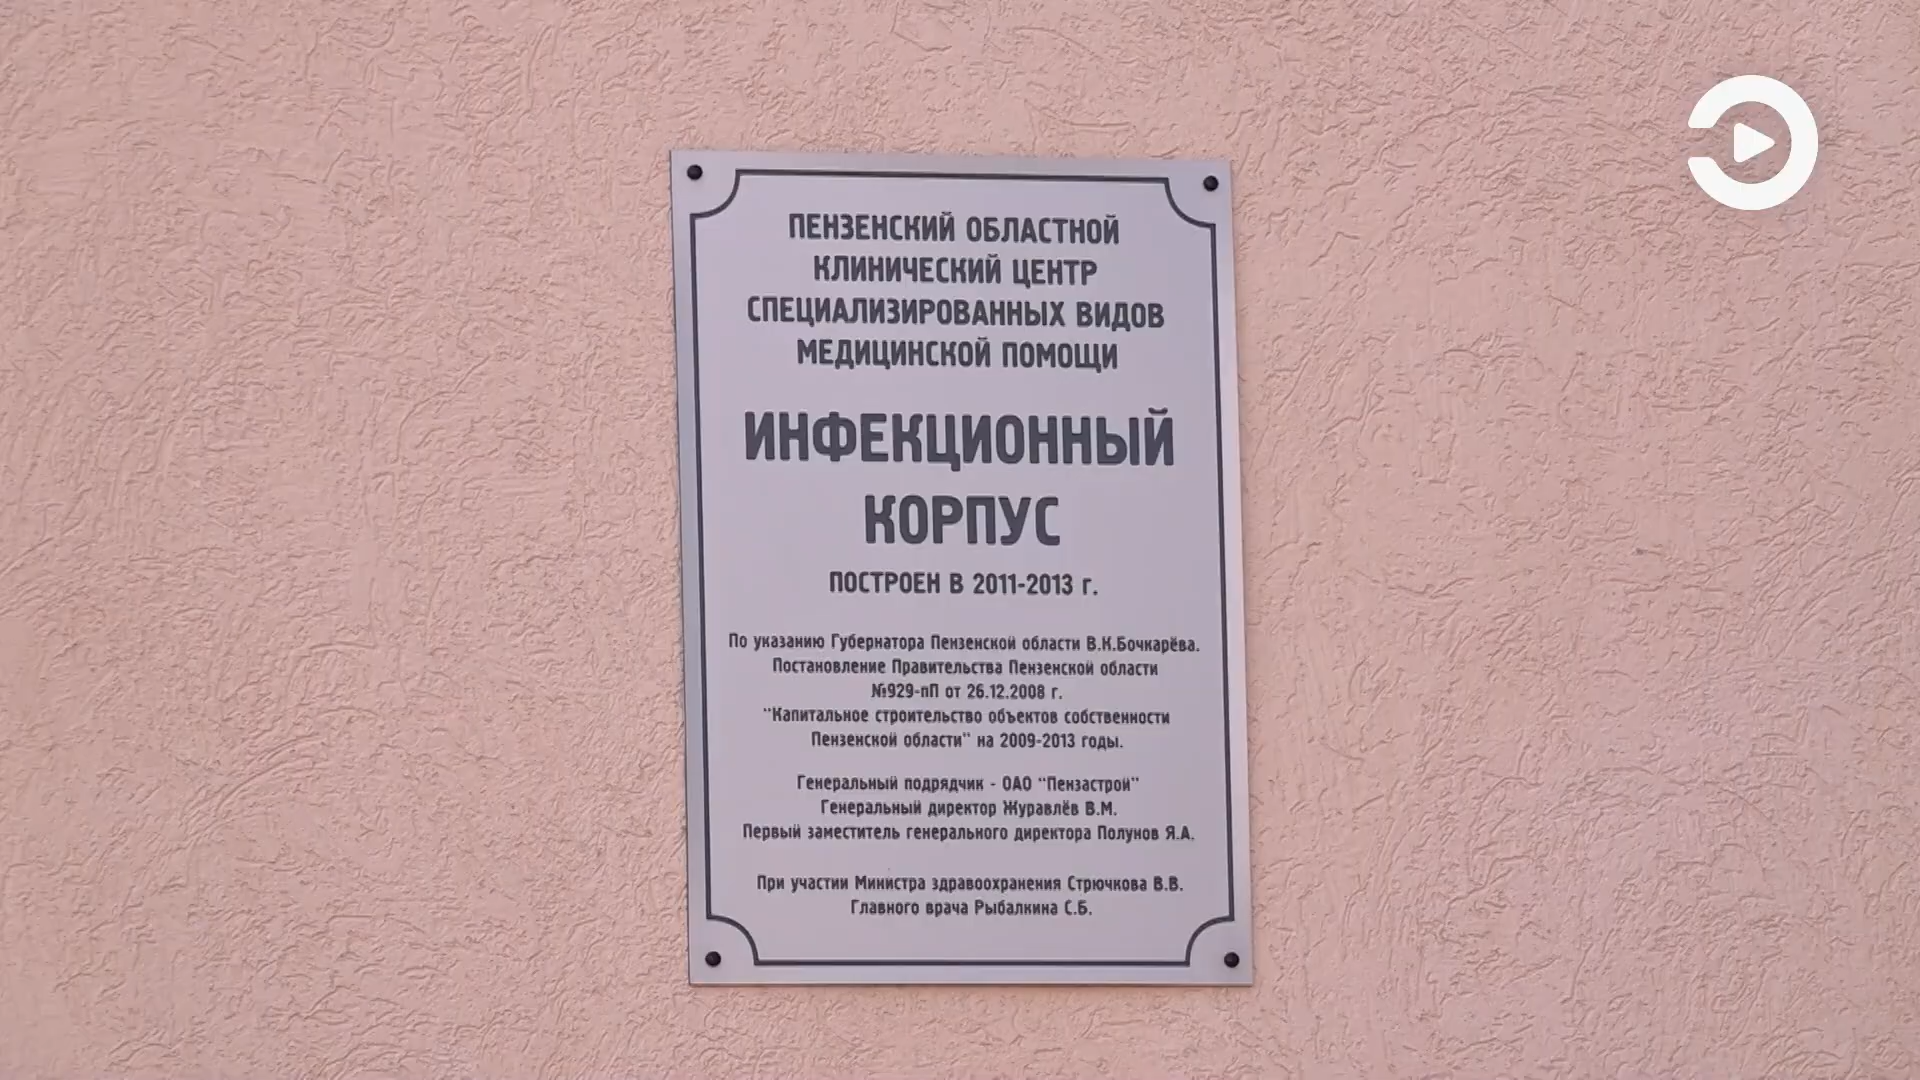 ПЕНЗЕНСКИЙ ОБЛАСТНОЙ
КЛИНИЧЕСКИЙ ЦЕНТР
СПЕЦИАЛИЗИРОВАННЫХ ВИДОВ
МЕДИЦИНСКОЙ ПОМОЩИ
ИНФЕКЦИОННЫЙ
КОРПУС
ПОСТРОЕН В 2011-2013 г.
По указанию Губернатора Пензенской области В.К.Бочкарёва.
Постановление Правительства Пензенской области
№929-пП от 26.12.2008 г.
"Капитальное строительство объектов собственности
Пензенской области" на 2009-2013 годы.
Генеральный подрядчик - ОАО "Пензастрой"
Генеральный директор Журавлёв В.М.
Первый заместитель генерального директора Полунов Я.А.
При участии Министра здравоохранения Стрючкова В.В.
Главного врача Рыбалкина С.Б.